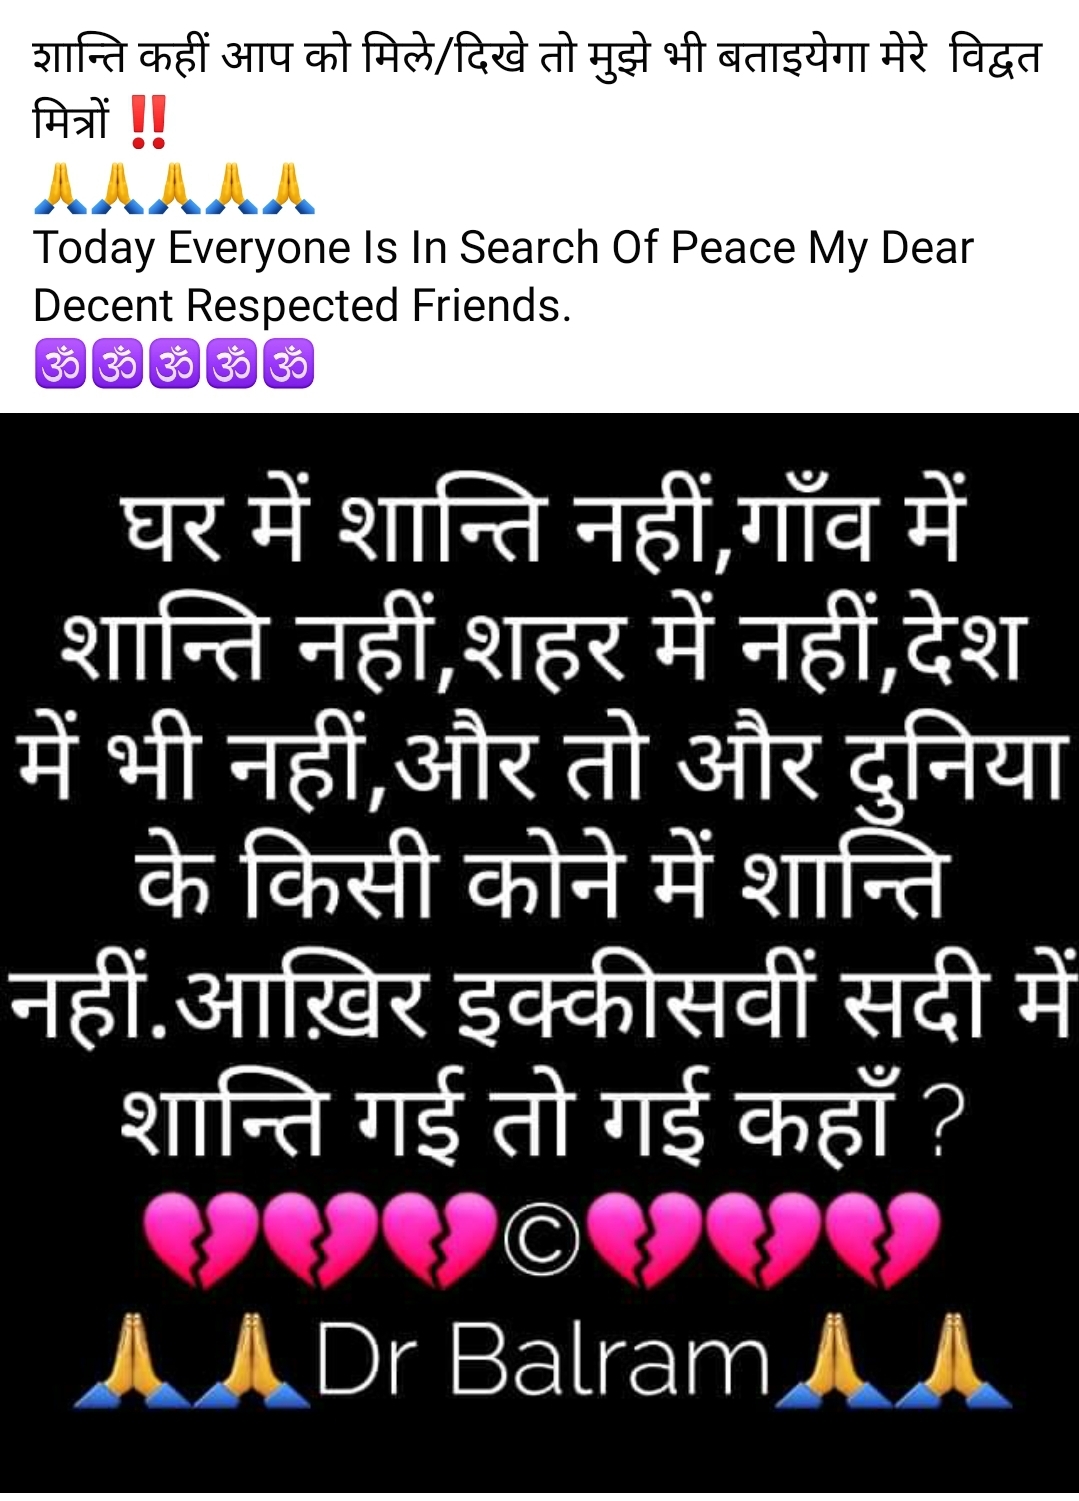 शान्ति कहीं आप को मिले/दिखे तो मुझे भी बताइयेगा मेरे विद्वत
मित्रों ‼️
🙏🙏🙏🙏🙏
Today Everyone Is In Search Of Peace My Dear
Decent Respected Friends.
🕉🕉🕉🕉🕉
घर में शान्ति नहीं,गाँव में
शान्ति नहीं,शहर में नहीं,देश
में भी नहीं,और तो और दुनिया
के किसी कोने में शान्ति
नहीं.आख़िर इक्कीसवीं सदी में
शान्ति गई तो गई कहाँ ?
💔💔💔©💔💔💔
🙏🙏Dr Balram🙏🙏